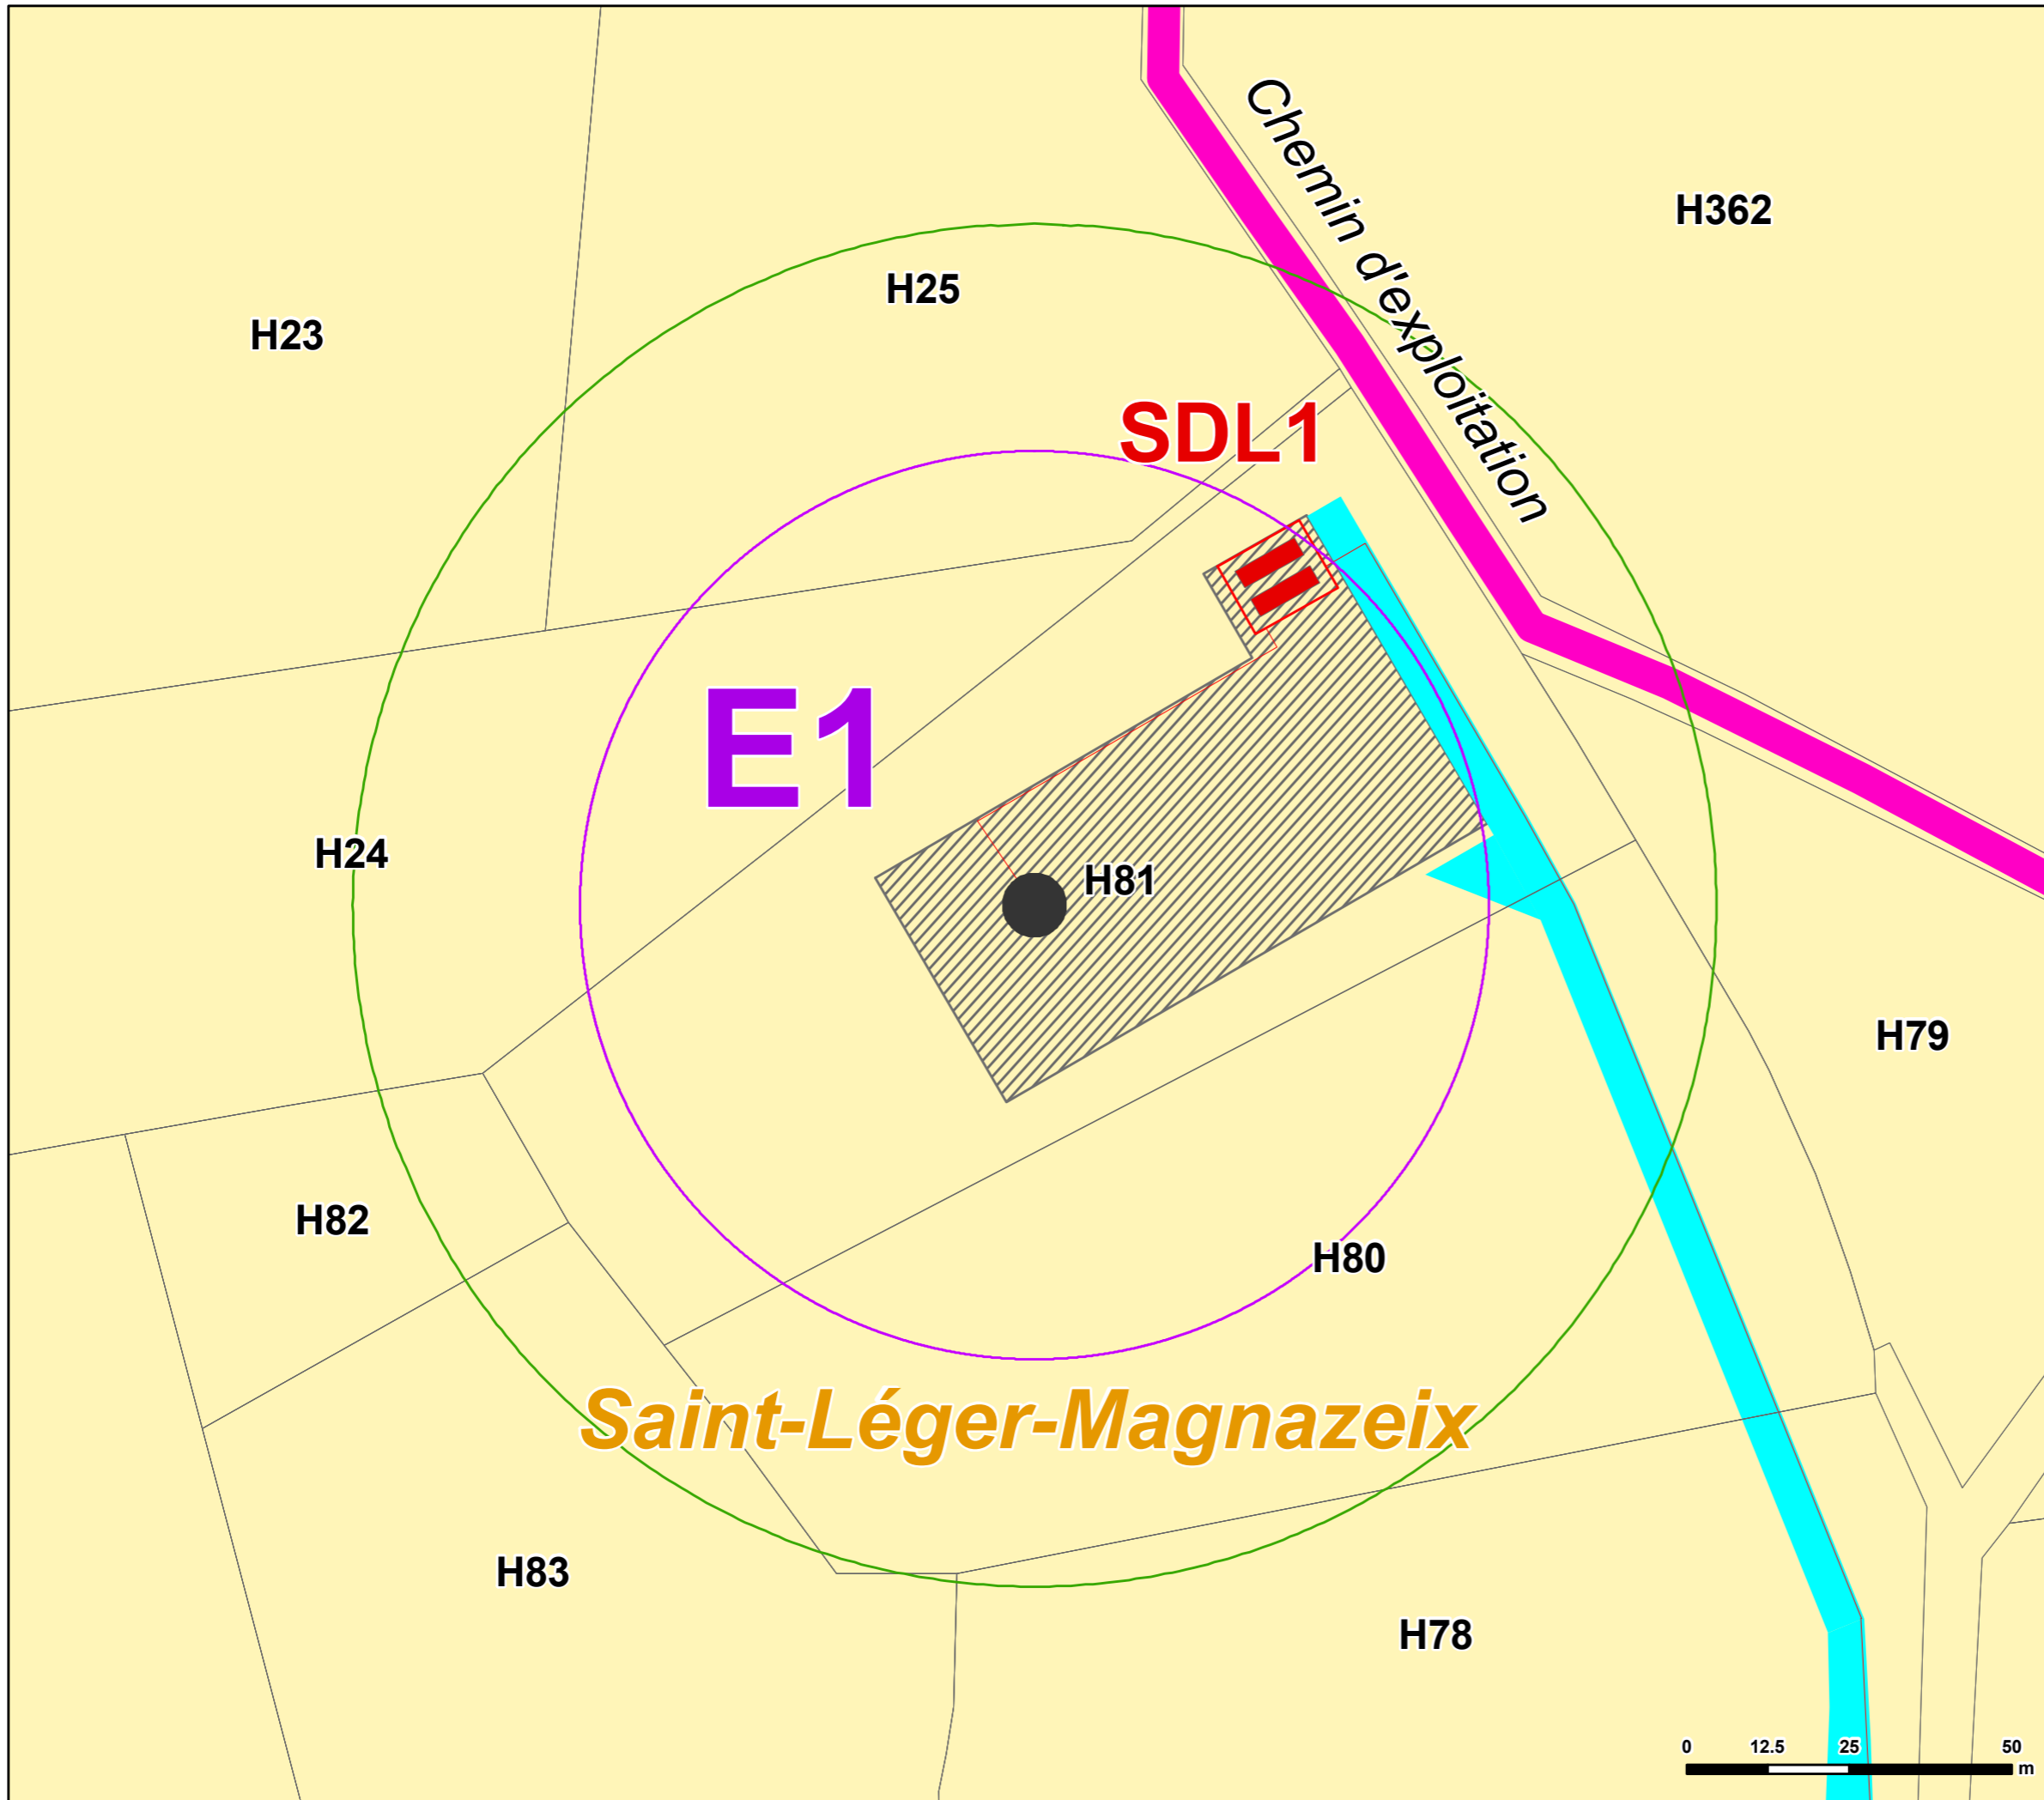 Chemin d'exploitation
H362
H25
H23
SDL1
E1
H24
H81
H79
H82
H80
Saint-Léger-Magnazeix
H83
H78
0 12.5 25 50
m